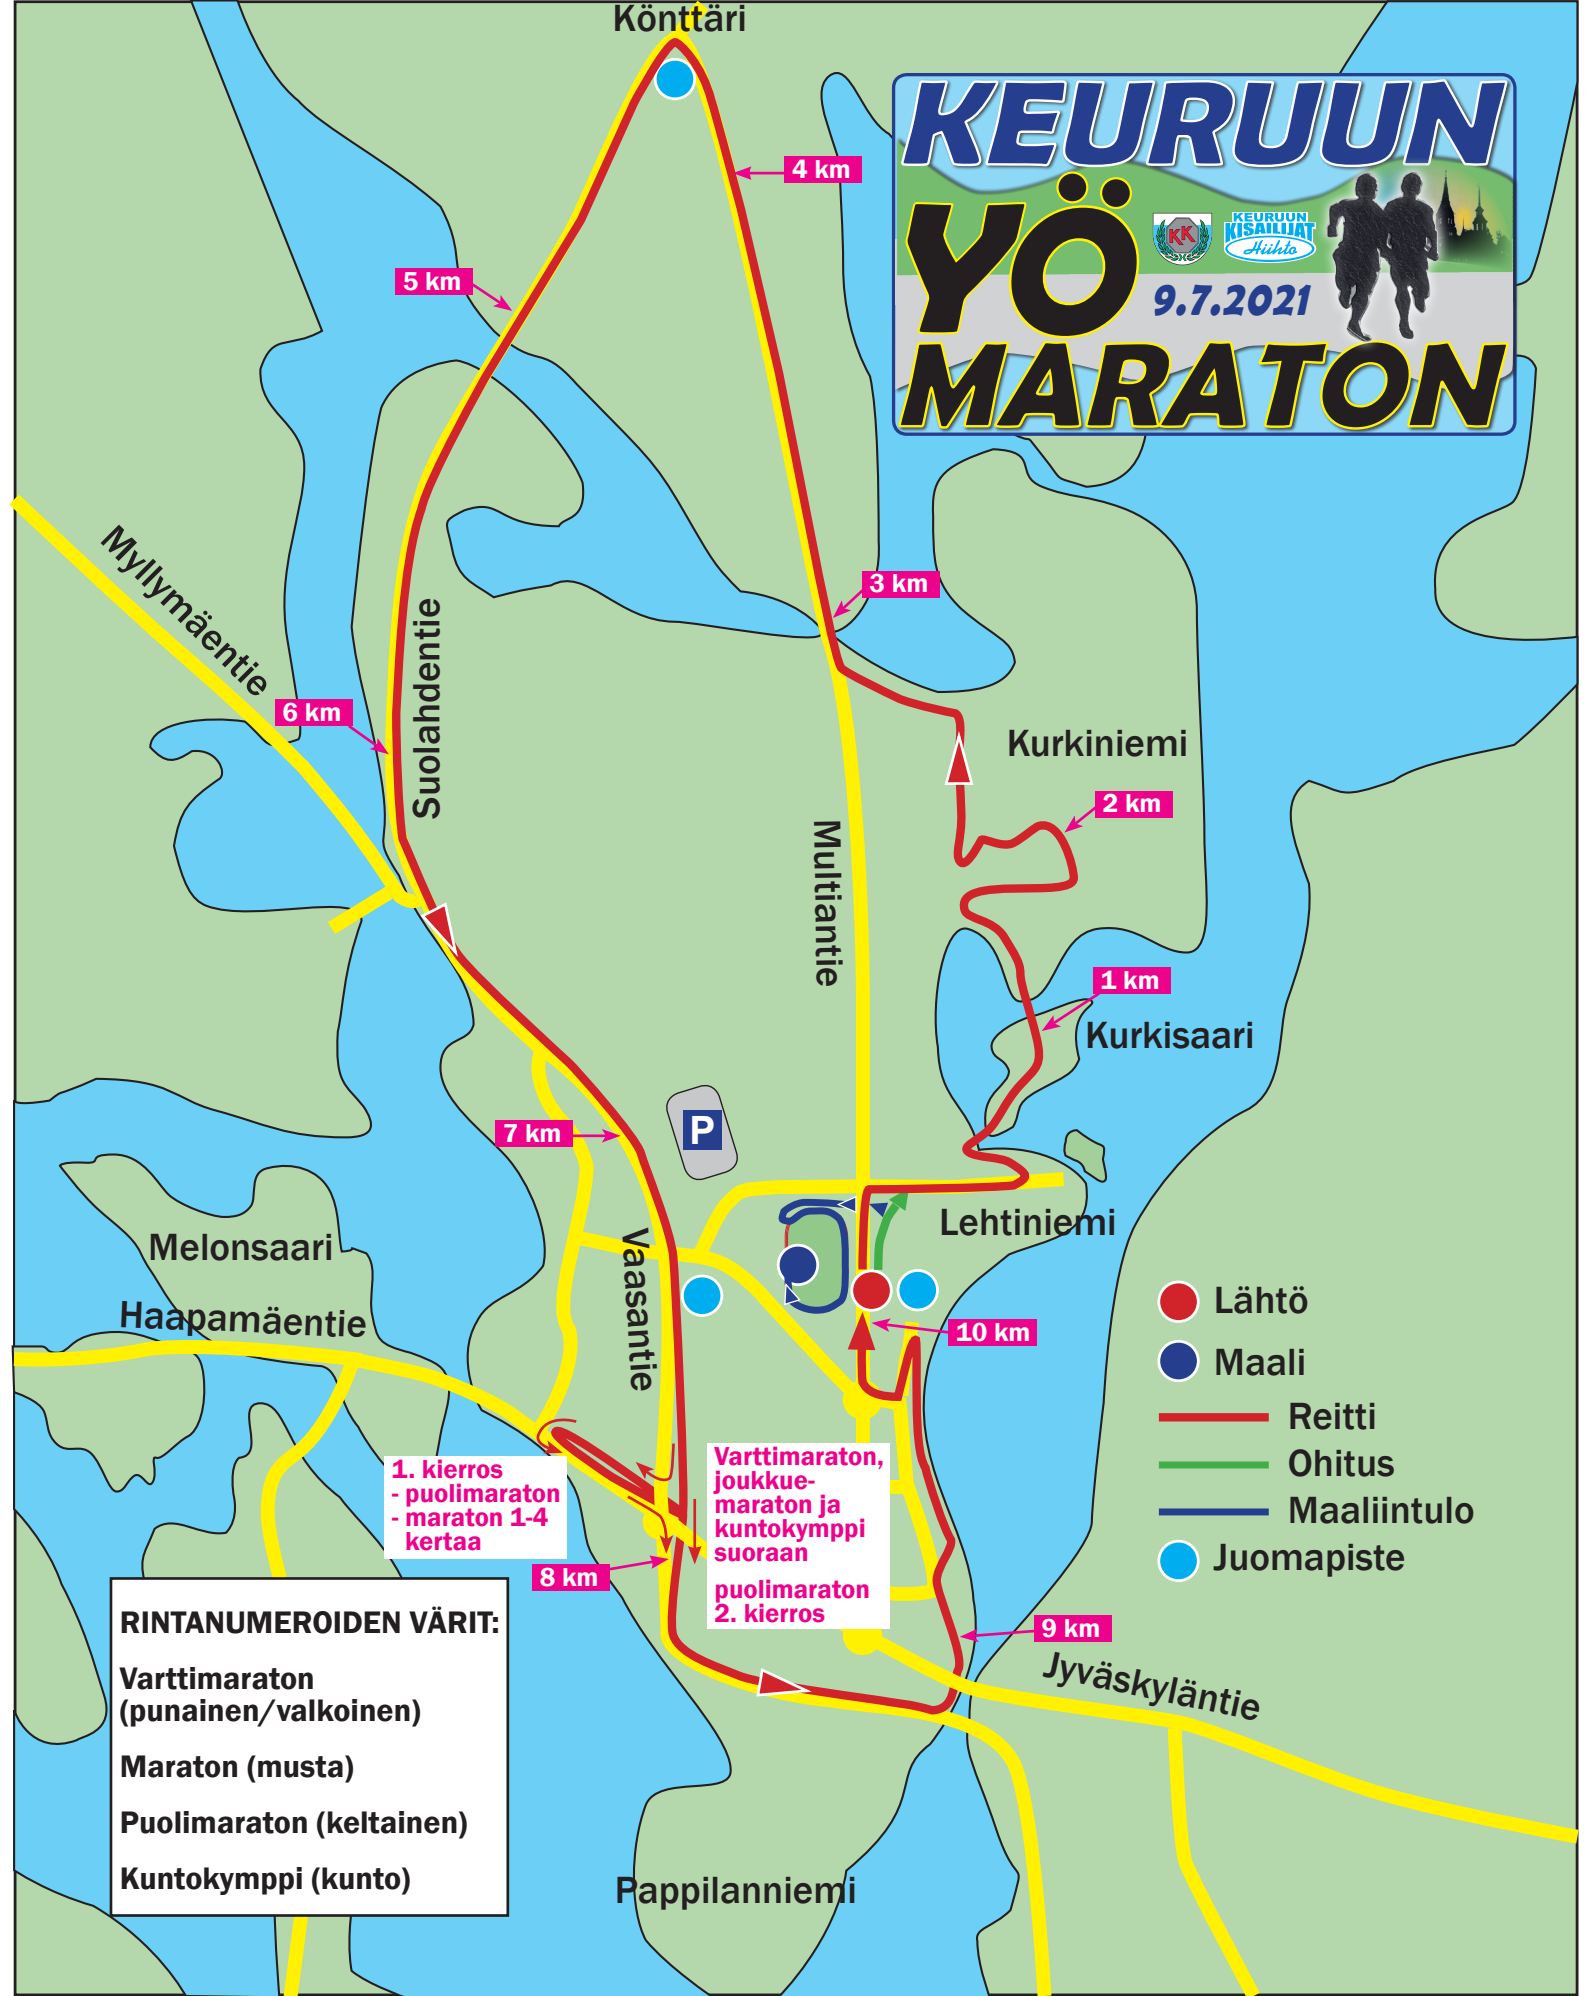 Könttäri
KEURUUN
YÖ
KK
KEURUUN
KISAILIJAT
Hiihto
9.7.2021
MARATON
4 km
5 km
3 km
Myllymäentie
Suolahdentie
6 km
Kurkiniemi
2 km
Multiantie
1 km
Kurkisaari
7 km
P
Lehtiniemi
Melonsaari
Vaasantie
Haapamäentie
10 km
Lähtö
Maali
Reitti
Ohitus
Maaliintulo
Juomapiste
1. kierros
- puolimaraton
- maraton 1-4
kertaa
Varttimaraton,
joukkue-
maraton ja
kuntokymppi
suoraan
puolimaraton
2. kierros
8 km
9 km
Jyväskyläntie
RINTANUMEROIDEN VÄRIT:
Varttimaraton
(punainen/valkoinen)
Maraton (musta)
Puolimaraton (keltainen)
Kuntokymppi (kunto)
Pappilanniemi